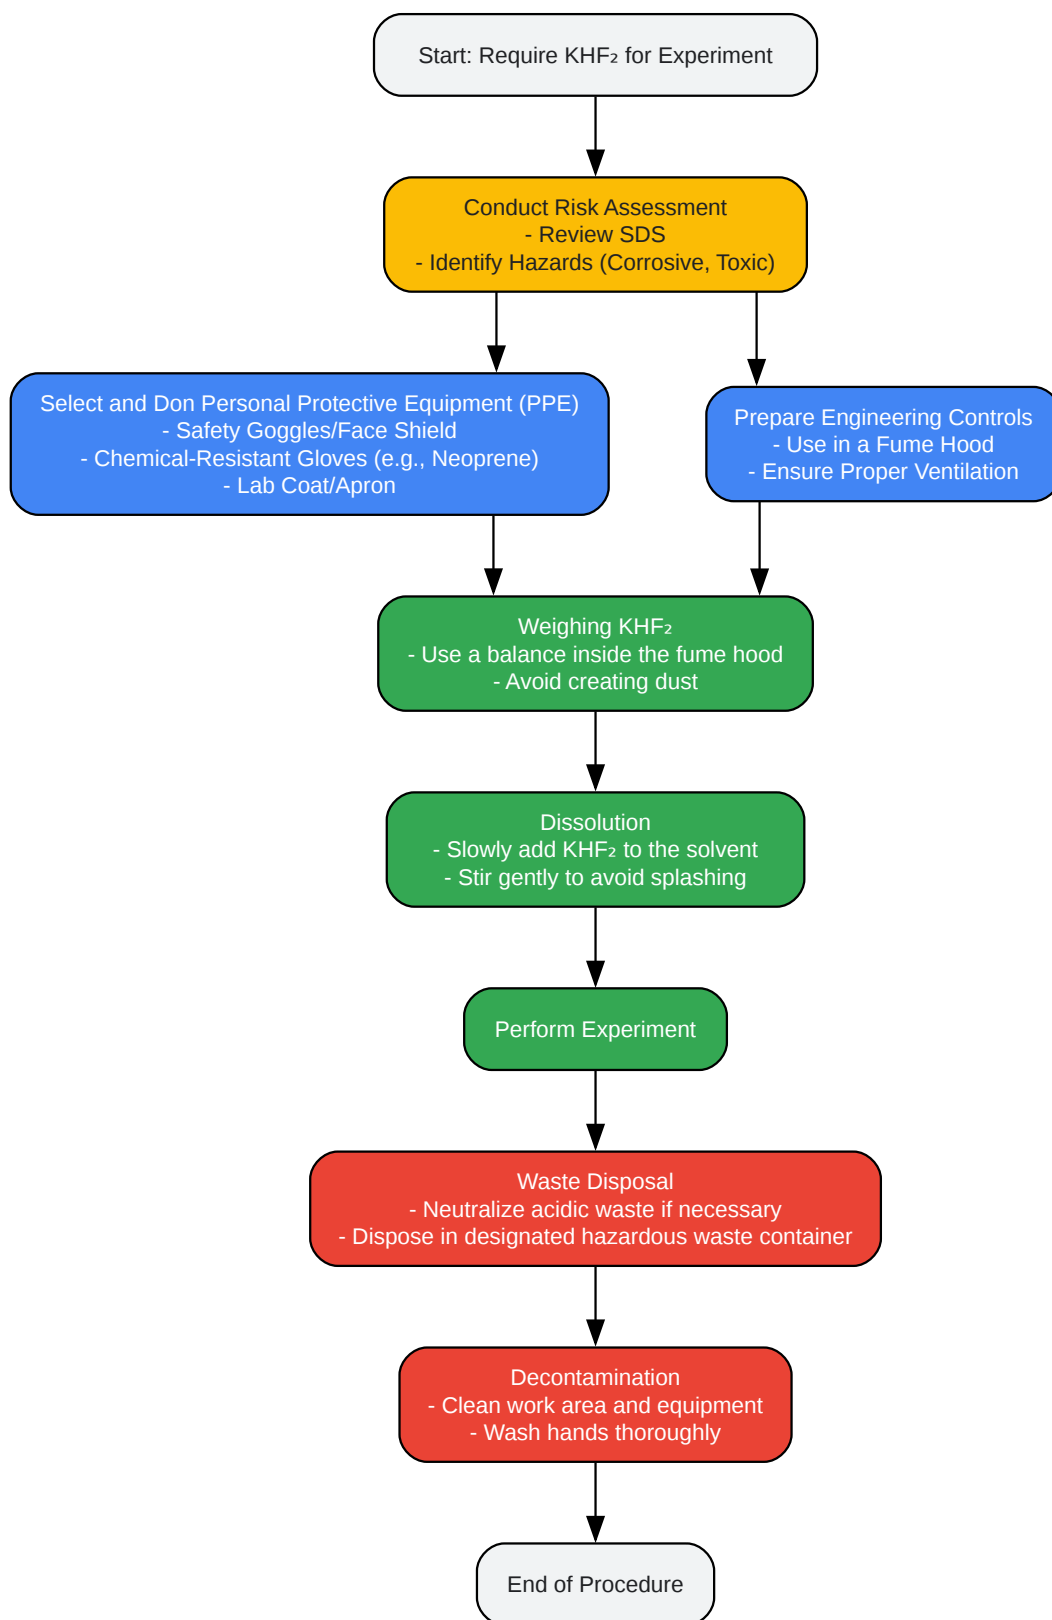 Start: Require KHF₂ for Experiment
Conduct Risk Assessment
- Review SDS
- Identify Hazards (Corrosive, Toxic)
Select and Don Personal Protective Equipment (PPE)
- Safety Goggles/Face Shield
- Chemical-Resistant Gloves (e.g., Neoprene)
- Lab Coat/Apron
Prepare Engineering Controls
- Use in a Fume Hood
- Ensure Proper Ventilation
Weighing KHF₂
- Use a balance inside the fume hood
- Avoid creating dust
Dissolution
- Slowly add KHF₂ to the solvent
- Stir gently to avoid splashing
Perform Experiment
Waste Disposal
- Neutralize acidic waste if necessary
- Dispose in designated hazardous waste container
Decontamination
- Clean work area and equipment
- Wash hands thoroughly
End of Procedure